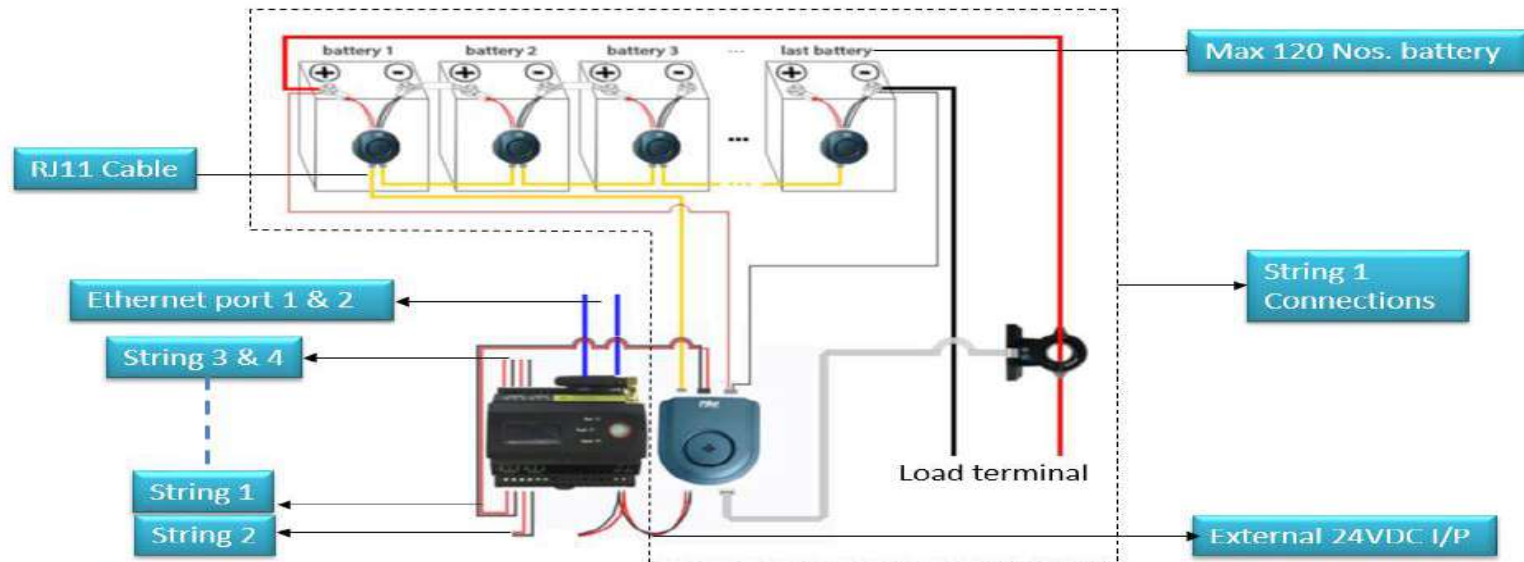 battery 1
battery 2
battery 3
...
last battery
Max 120 Nos. battery
+ -
+ -
+ -
+ -
RJ11 Cable
...
Ethernet port 1 & 2
String 1
Connections
String 3 & 4
String 1
Load terminal
String 2
External 24VDC I/P